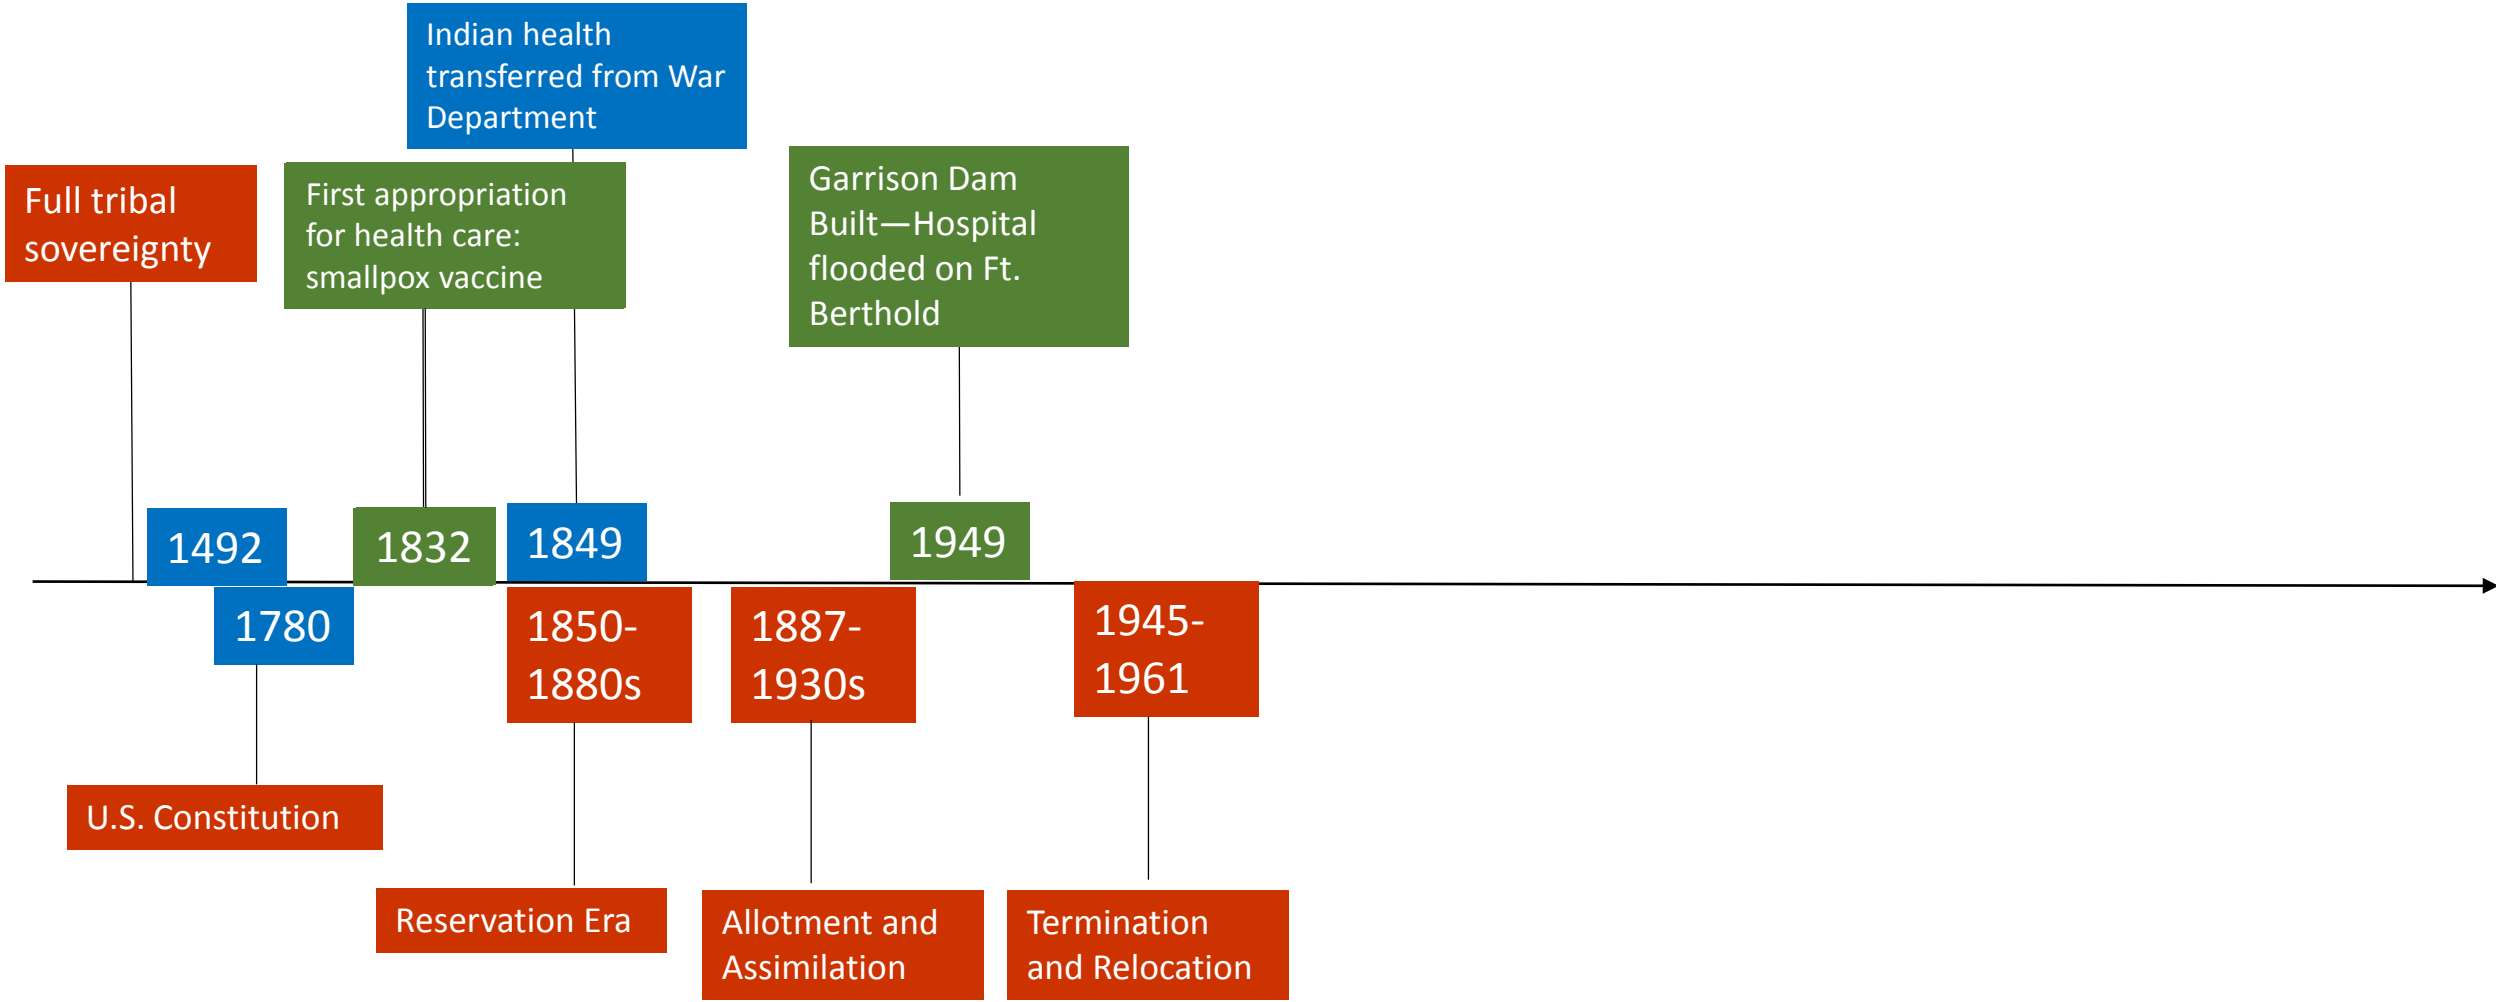 Indian health
transferred from War
Department
Full tribal
sovereignty
First appropriation
for health care:
smallpox vaccine
Garrison Dam
Built—Hospital
flooded on Ft.
Berthold
1492
1832
1849
1949
1780
1850-
1880s
1887-
1930s
1945-
1961
U.S. Constitution
Reservation Era
Allotment and
Assimilation
Termination
and Relocation